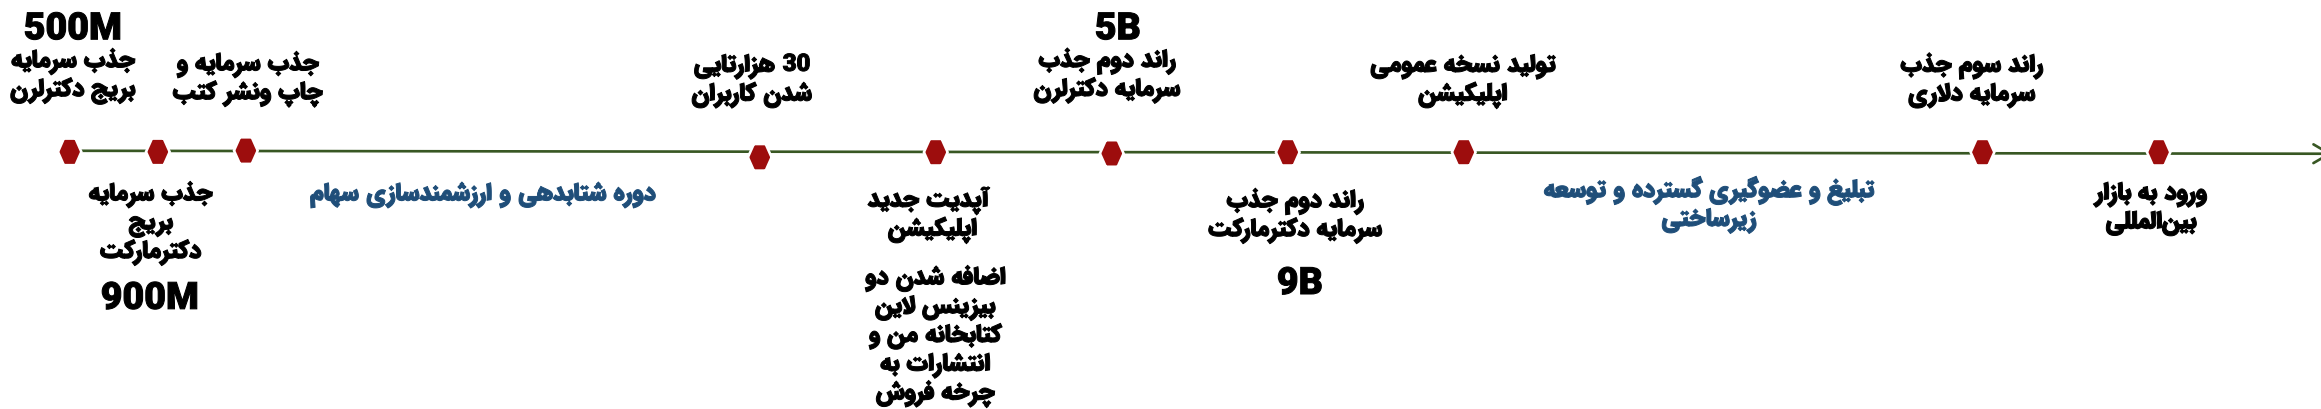 500M
جذب سرمایه
بریج دکترلرن
جذب سرمایه
بریج
دکترمارکت
900M
جذب سرمایه و
چاپ ونشر کتب
دوره شتابدهی و ارزشمندسازی سهام
30 هزارتایی
شدن کاربران
آپدیت جدید
اپلیکیشن
اضافه شدن دو
بیزینس لاین
کتابخانه من و
انتشارات به
چرخه فروش
5B
راند دوم جذب
سرمایه دکترلرن
راند دوم جذب
سرمایه دکترمارکت
9B
تولید نسخه عمومی
اپلیکیشن
تبلیغ و عضوگیری گسترده و توسعه
زیرساختی
راند سوم جذب
سرمایه دلاری
ورود به بازار
بین‌المللی